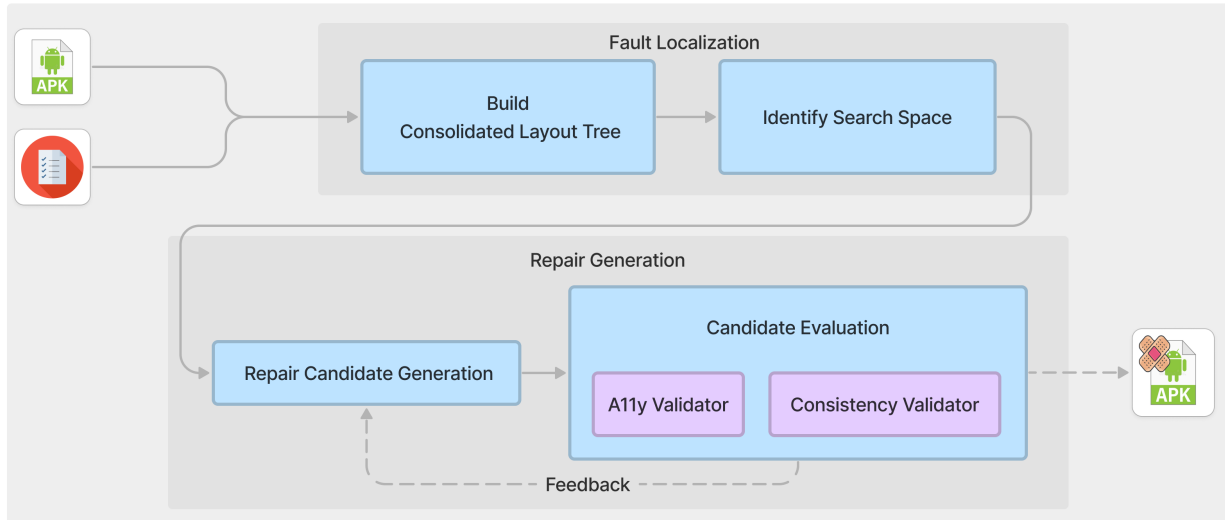 APK
Fault Localization
Build
Consolidated Layout Tree
Identify Search Space
Repair Generation
Candidate Evaluation
Repair Candidate Generation
A11y Validator
Consistency Validator
APK
Feedback